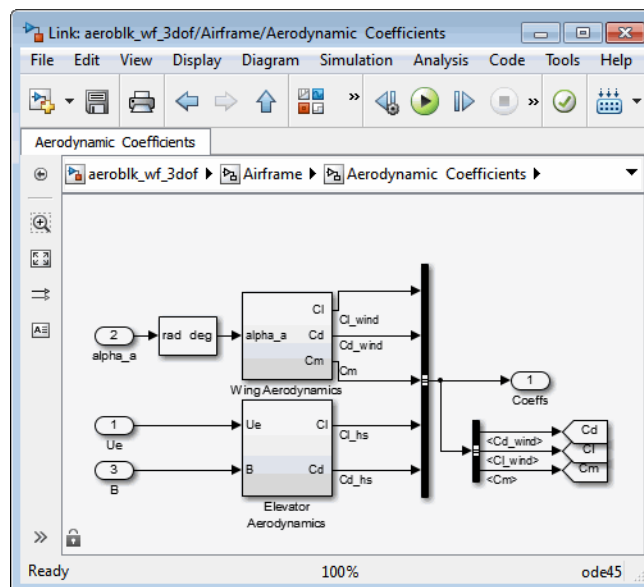 Link: aeroblk_wf_3dof/Airframe/Aerodynamic Coefficients
File Edit View Display Diagram Simulation Analysis Code Tools Help
Aerodynamic Coefficients
aeroblk_wf_3dof Airframe Aerodynamic Coefficients
2
alpha_a
rad deg
alpha_a
Cl
Cd
Cm
Wing Aerodynamics
Cl_wind
Cd_wind
Cm
1
Ue
3
B
Ue
B
Cl
Cd
Elevator
Aerodynamics
Cl_hs
Cd_hs
1
Coeffs
<Cd_wind>
<Cl_wind>
<Cm>
Cd
Cl
Cm
Ready 100% ode45